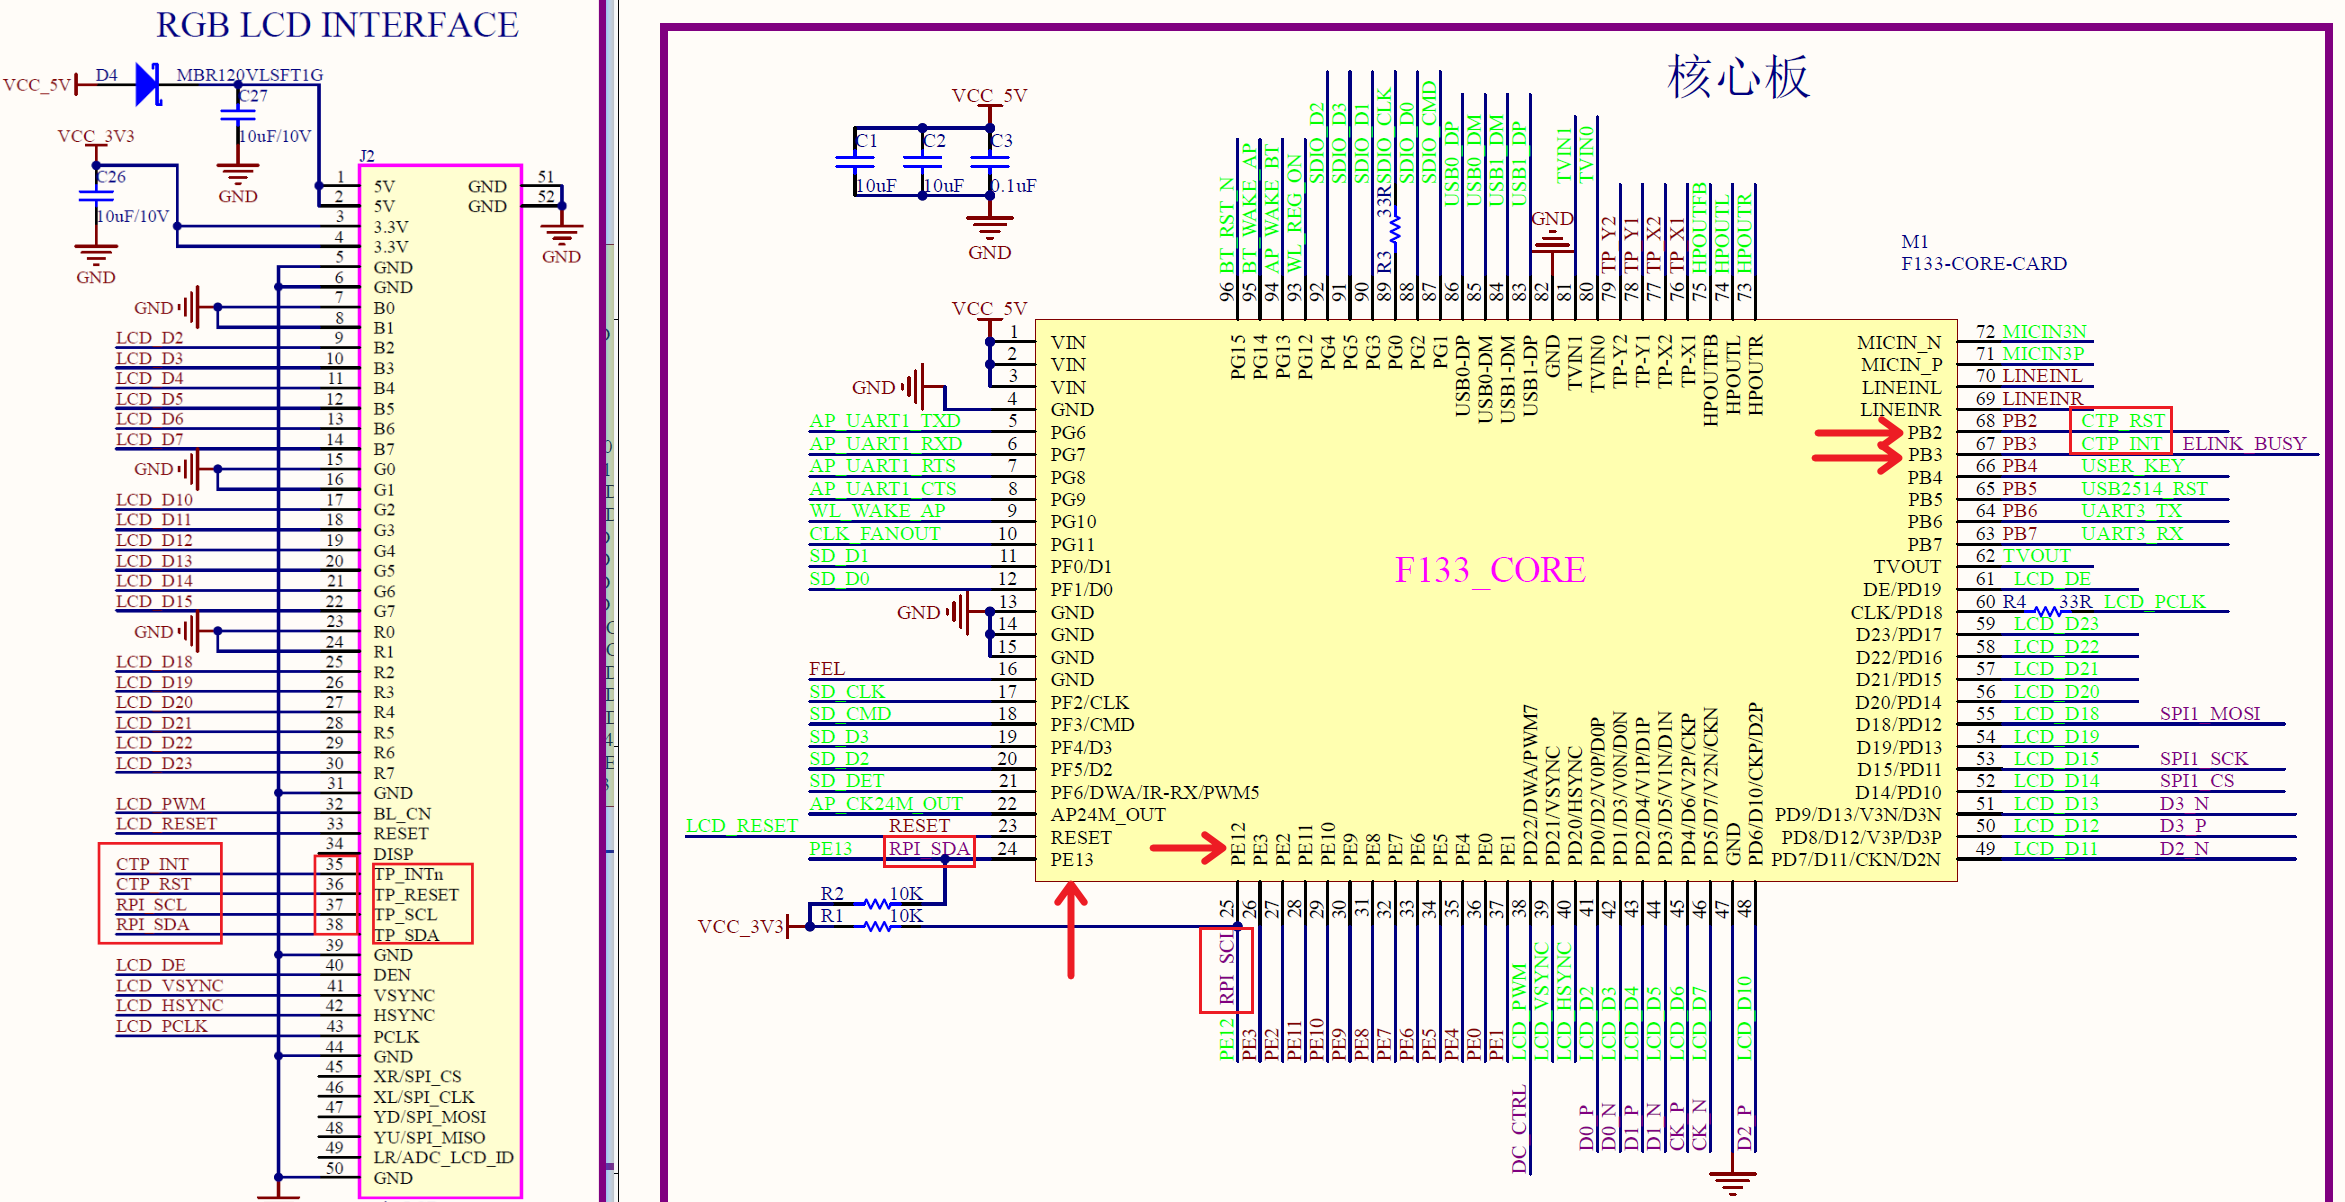 RGB LCD INTERFACE
VCC_5V
D4
MBR120VLSFT1G
C27
10uF/10V
GND
VCC_3V3
C26
10uF/10V
GND
J2
1 5V
2 5V
3 3.3V
4 3.3V
5 GND
6 GND
GND 7 B0
8 B1
LCD_D2 9 B2
LCD_D3 10 B3
LCD_D4 11 B4
LCD_D5 12 B5
LCD_D6 13 B6
LCD_D7 14 B7
GND 15 G0
16 G1
LCD_D10 17 G2
LCD_D11 18 G3
LCD_D12 19 G4
LCD_D13 20 G5
LCD_D14 21 G6
LCD_D15 22 G7
GND 23 R0
24 R1
LCD_D18 25 R2
LCD_D19 26 R3
LCD_D20 27 R4
LCD_D21 28 R5
LCD_D22 29 R6
LCD_D23 30 R7
31 GND
LCD_PWM 32 BL_CN
LCD_RESET 33 RESET
34 DISP
CTP_INT 35 TP_INTn
CTP_RST 36 TP_RESET
RPI_SCL 37 TP_SCL
RPI_SDA 38 TP_SDA
39 GND
LCD_DE 40 DEN
LCD_VSYNC 41 VSYNC
LCD_HSYNC 42 HSYNC
LCD_PCLK 43 PCLK
44 GND
45 XR/SPI_CS
46 XL/SPI_CLK
47 YD/SPI_MOSI
48 YU/SPI_MISO
49 LR/ADC_LCD_ID
50 GND
GND 51
GND 52
GND
核心板
M1
F133-CORE-CARD
F133_CORE
VCC_5V
C1 C2 C3
10uF 10uF 0.1uF
GND
VCC_5V
1 VIN
2 VIN
3 VIN
GND 4 GND
AP_UART1_TXD 5 PG6
AP_UART1_RXD 6 PG7
AP_UART1_RTS 7 PG8
AP_UART1_CTS 8 PG9
WL_WAKE_AP 9 PG10
CLK_FANOUT 10 PG11
SD_D1 11 PF0/D1
SD_D0 12 PF1/D0
GND 13 GND
14 GND
15 GND
FEL 16 GND
SD_CLK 17 PF2/CLK
SD_CMD 18 PF3/CMD
SD_D3 19 PF4/D3
SD_D2 20 PF5/D2
SD_DET 21 PF6/DWA/IR-RX/PWM5
AP_CK24M_OUT 22 AP24M_OUT
LCD_RESET RESET 23 RESET
PE13 RPI_SDA 24 PE13
R2 10K
R1 10K
VCC_3V3
BT_RST_N 96 PG15
BT_WAKE_AP 95 PG14
AP_WAKE_BT 94 PG13
WL_REG_ON 93 PG12
SDIO_D2 92 PG4
SDIO_D3 91 PG5
SDIO_D1 90 PG3
SDIO_CLK 33R R3 89 PG0
SDIO_D0 88 PG2
SDIO_CMD 87 PG1
USB0_DP 86 USB0-DP
USB0_DM 85 USB0-DM
USB1_DM 84 USB1-DM
USB1_DP 83 USB1-DP
GND 82 GND
TVIN1 81 TVIN1
TVIN0 80 TVIN0
TP_Y2 79 TP-Y2
TP_Y1 78 TP-Y1
TP_X2 77 TP-X2
TP_X1 76 TP-X1
HPOUTFB 75 HPOUTFB
HPOUTL 74 HPOUTL
HPOUTR 73 HPOUTR
MICIN_N 72 MICIN3N
MICIN_P 71 MICIN3P
LINEINL 70 LINEINL
LINEINR 69 LINEINR
PB2 68 PB2 CTP_RST
PB3 67 PB3 CTP_INT ELINK_BUSY
PB4 66 PB4 USER_KEY
PB5 65 PB5 USB2514_RST
PB6 64 PB6 UART3_TX
PB7 63 PB7 UART3_RX
TVOUT 62 TVOUT
DE/PD19 61 LCD_DE
CLK/PD18 60 R4 33R LCD_PCLK
D23/PD17 59 LCD_D23
D22/PD16 58 LCD_D22
D21/PD15 57 LCD_D21
D20/PD14 56 LCD_D20
D18/PD12 55 LCD_D18 SPI1_MOSI
D19/PD13 54 LCD_D19
D15/PD11 53 LCD_D15 SPI1_SCK
D14/PD10 52 LCD_D14 SPI1_CS
PD9/D13/V3N/D3N 51 LCD_D13 D3_N
PD8/D12/V3P/D3P 50 LCD_D12 D3_P
PD7/D11/CKN/D2N 49 LCD_D11 D2_N
PE12 25 RPI_SCL PE12
PE3 26 PE3
PE2 27 PE2
PE11 28 PE11
PE10 29 PE10
PE9 30 PE9
PE8 31 PE8
PE7 32 PE7
PE6 33 PE6
PE5 34 PE5
PE4 35 PE4
PE0 36 PE0
PE1 37 PE1
PD22/DWA/PWM7 38 LCD_PWM DC_CTRL
PD21/VSYNC 39 LCD_VSYNC
PD20/HSYNC 40 LCD_HSYNC
PD0/D2/V0P/D0P 41 LCD_D2 D0_P
PD1/D3/V0N/D0N 42 LCD_D3 D0_N
PD2/D4/V1P/D1P 43 LCD_D4 D1_P
PD3/D5/V1N/D1N 44 LCD_D5 D1_N
PD4/D6/V2P/CKP 45 LCD_D6 CK_P
PD5/D7/V2N/CKN 46 LCD_D7 CK_N
GND 47
PD6/D10/CKP/D2P 48 LCD_D10 D2_P